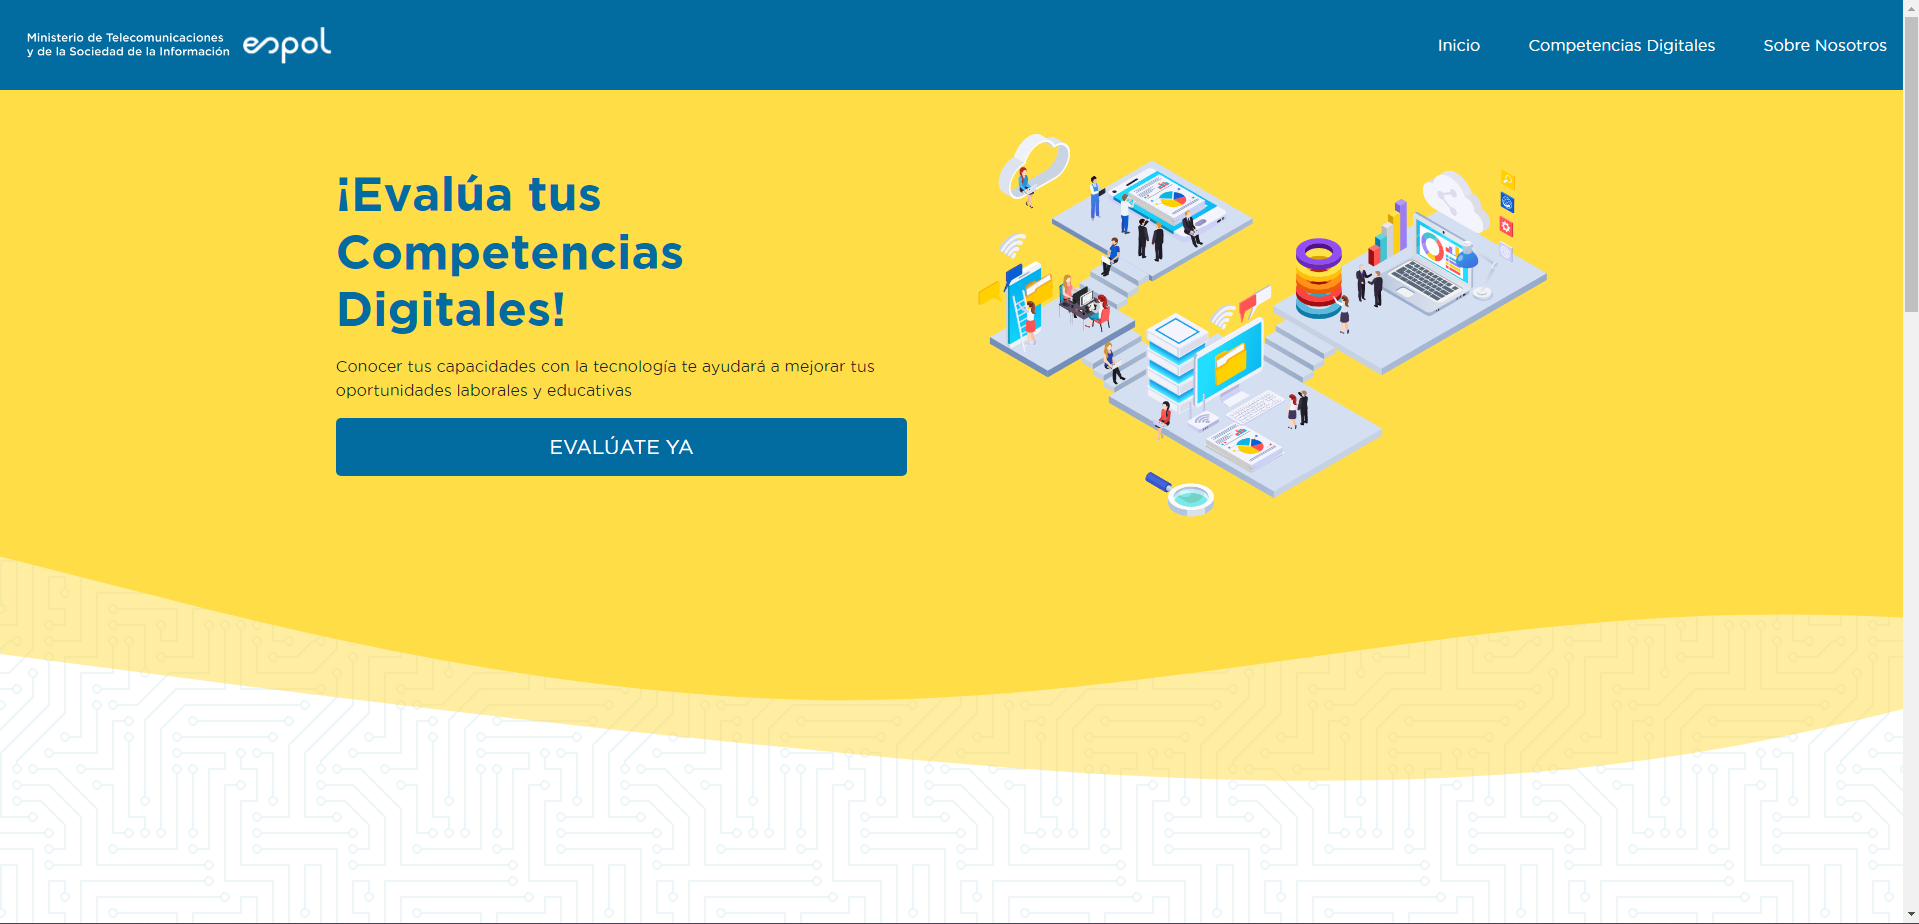 Ministerio de Telecomunicaciones
y de la Sociedad de la Información
espol
Inicio
Competencias Digitales
Sobre Nosotros
¡Evalúa tus
Competencias
Digitales!
Conocer tus capacidades con la tecnología te ayudará a mejorar tus
oportunidades laborales y educativas
EVALÚATE YA